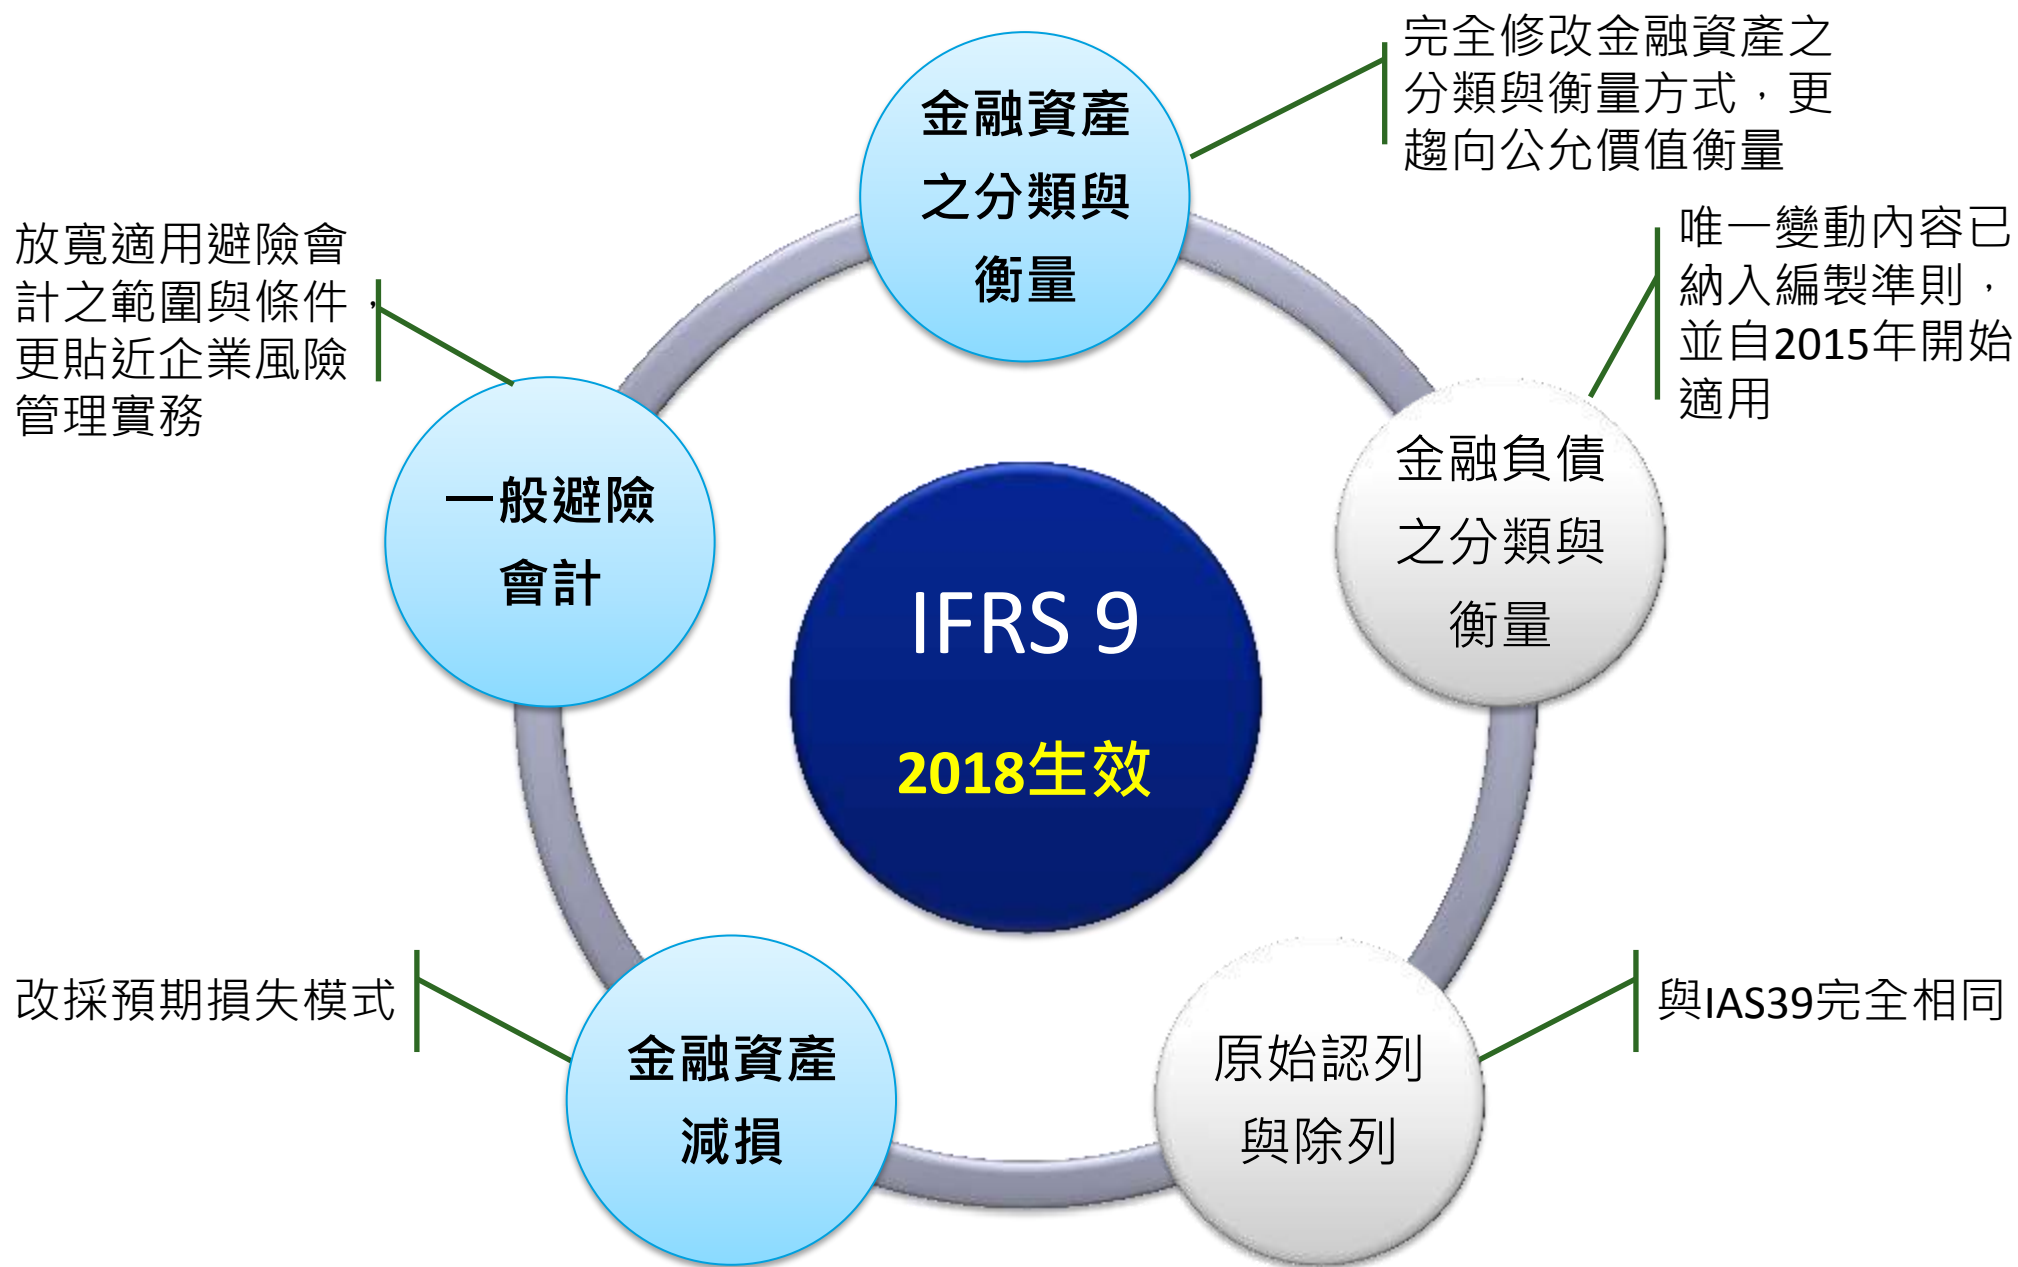 完全修改金融資產之
分類與衡量方式，更
趨向公允價值衡量
金融資產
之分類與
衡量
唯一變動內容已
納入編製準則，
並自2015年開始
適用
金融負債
之分類與
衡量
放寬適用避險會
計之範圍與條件，
更貼近企業風險
管理實務
一般避險
會計
IFRS 9
2018生效
改採預期損失模式
金融資產
減損
與IAS39完全相同
原始認列
與除列